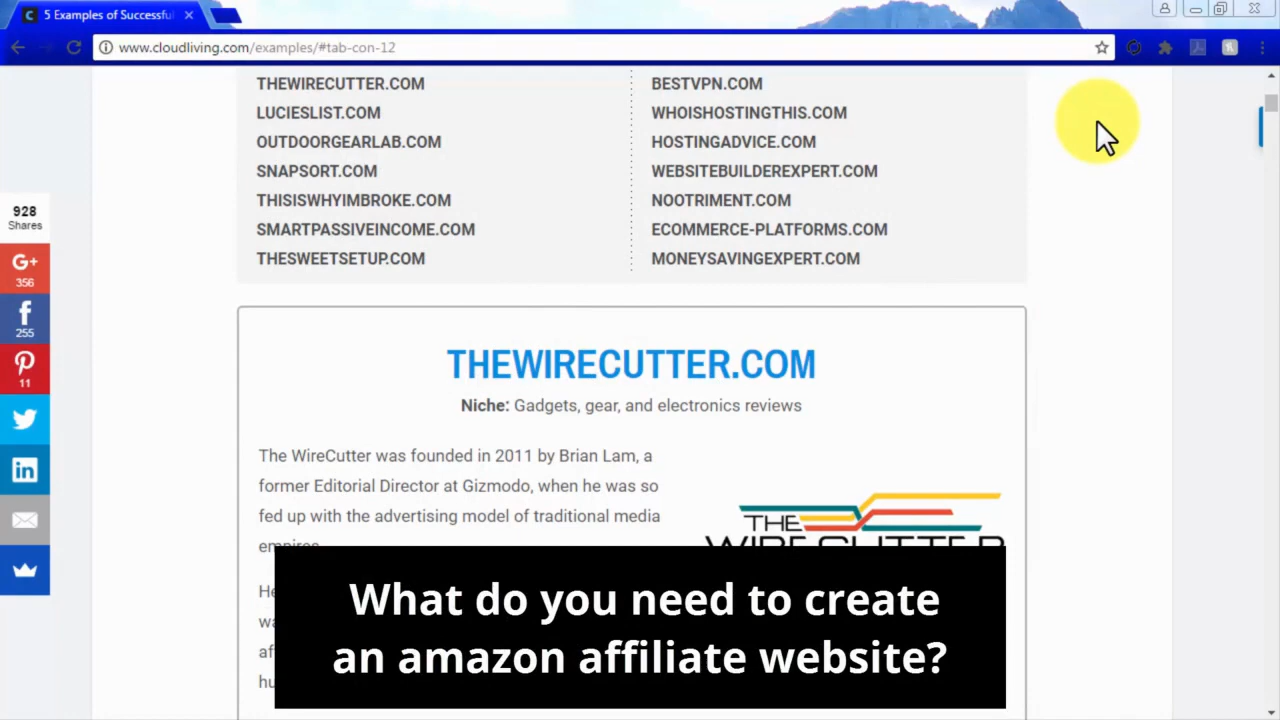 5 Examples of Successful
www.cloudliving.com/examples/#tab-con-12
THEWIRECUTTER.COM
LUCIESLIST.COM
OUTDOORGEARLAB.COM
SNAPSORT.COM
THISISWHYIMBROKE.COM
SMARTPASSIVEINCOME.COM
THESWEETSETUP.COM
BESTVPN.COM
WHOISHOSTINGTHIS.COM
HOSTINGADVICE.COM
WEBSITEBUILDEREXPERT.COM
NOOTRIMENT.COM
ECOMMERCE-PLATFORMS.COM
MONEYSAVINGEXPERT.COM
928
Shares
G+
356
255
11
THEWIRECUTTER.COM
Niche: Gadgets, gear, and electronics reviews
The WireCutter was founded in 2011 by Brian Lam, a
former Editorial Director at Gizmodo, when he was so
fed up with the advertising model of traditional media
empires
THE
WIRECUTTER
What do you need to create
an amazon affiliate website?